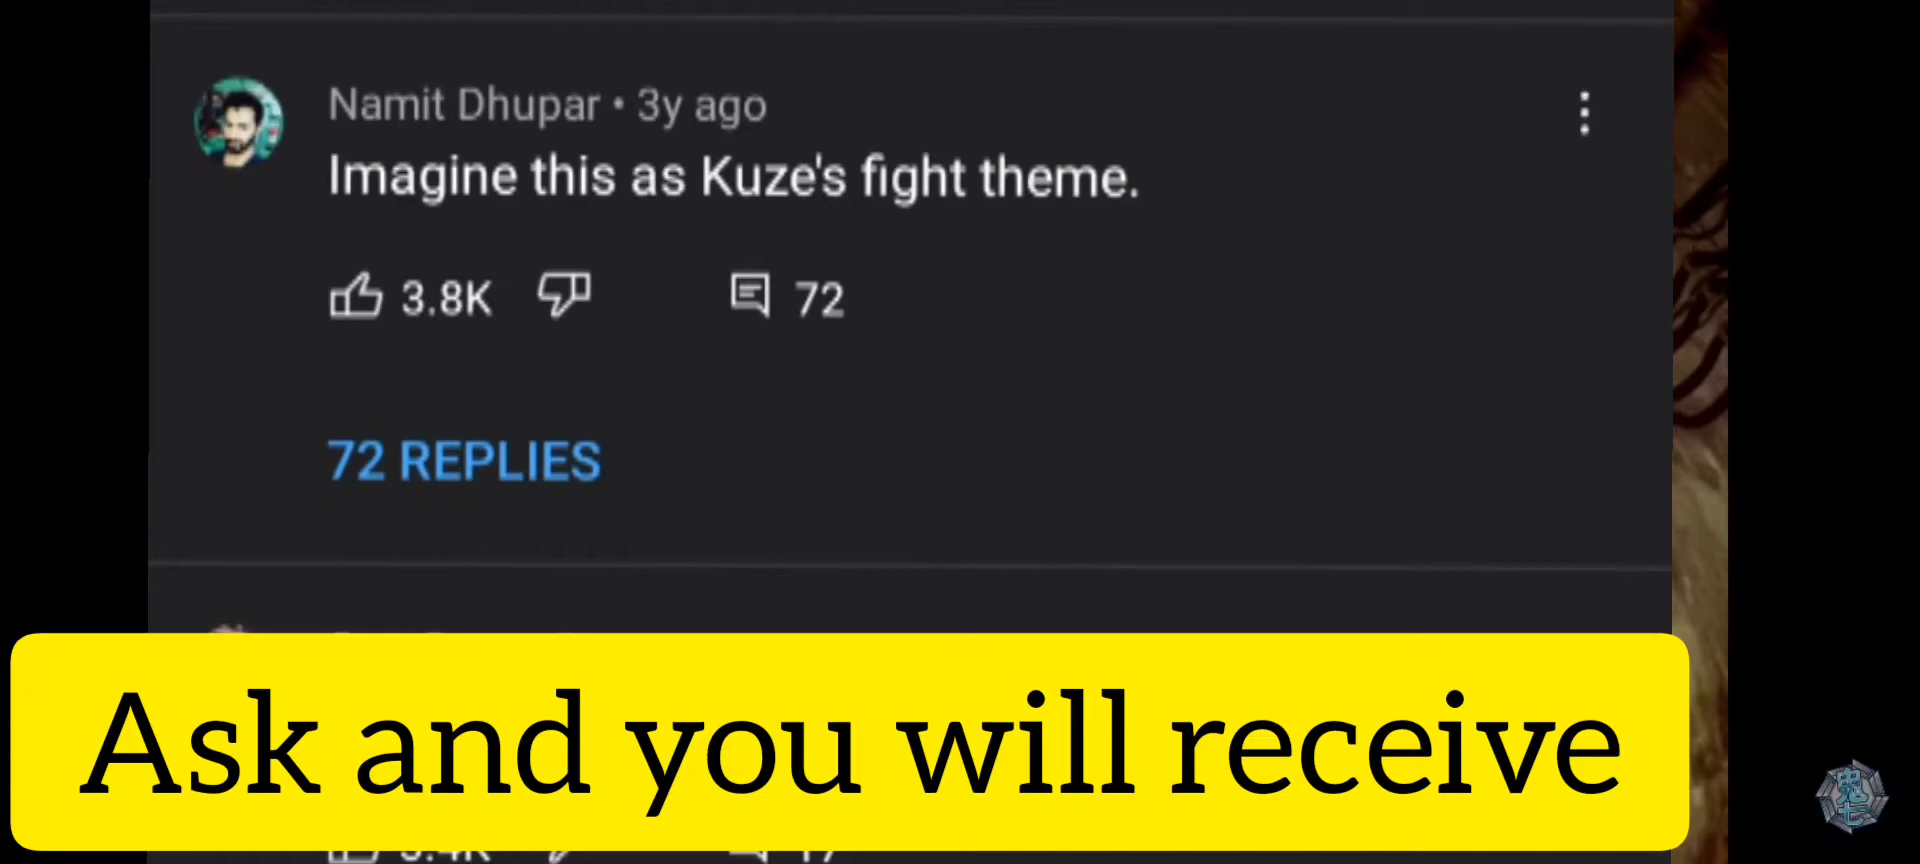 Namit Dhupar • 3y ago
Imagine this as Kuze's fight theme.
3.8K 72
72 REPLIES
Ask and you will receive